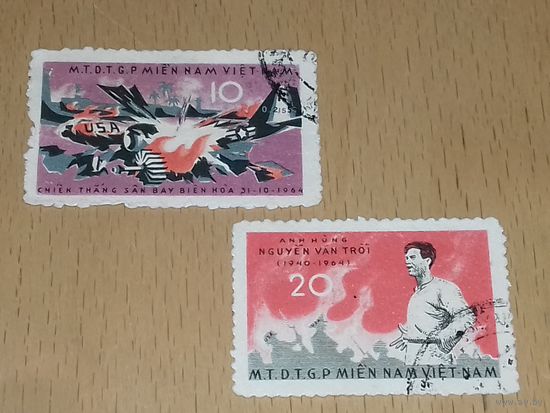 M.T.D.T.G.P MIỀN NAM VIỆT-NAM
10
U.S.A
CHIẾN THẮNG SÂN BAY BIÊN HÒA 31-10-1964
ANH HÙNG
NGUYỄN VĂN TRỖI
(1940-1964)
20
M.T.D.T.G.P MIỀN NAM VIỆT-NAM